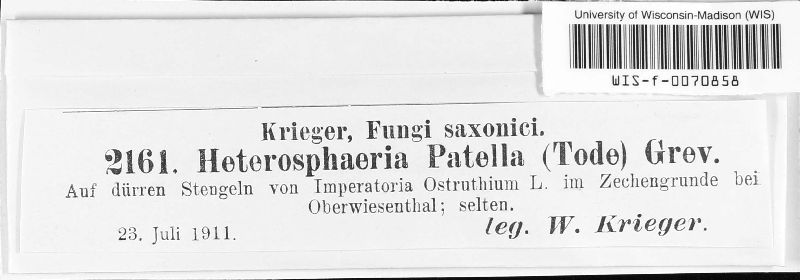 University of Wisconsin-Madison (WIS)
WIS-f-0070858
Krieger, Fungi saxonici.
2161. Heterosphaeria Patella (Tode) Grev.
Auf dürren Stengeln von Imperatoria Ostruthium L. im Zechengrunde bei
Oberwiesenthal; selten.
23. Juli 1911. leg. W. Krieger.